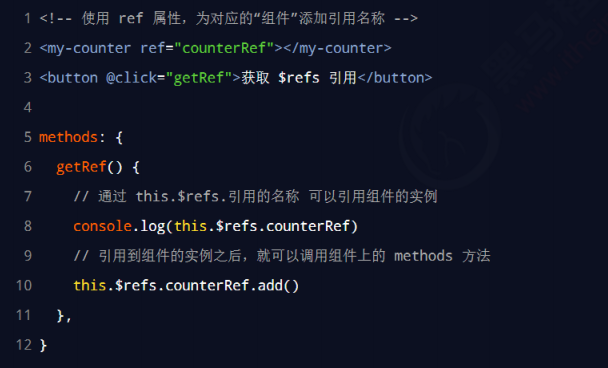 1 <!-- 使用 ref 属性，为对应的“组件”添加引用名称 -->
2 <my-counter ref="counterRef"></my-counter>
3 <button @click="getRef">获取 $refs 引用</button>
4
5 methods: {
6   getRef() {
7     // 通过 this.$refs.引用的名称 可以引用组件的实例
8     console.log(this.$refs.counterRef)
9     // 引用到组件的实例之后，就可以调用组件上的 methods 方法
10     this.$refs.counterRef.add()
11   },
12 }